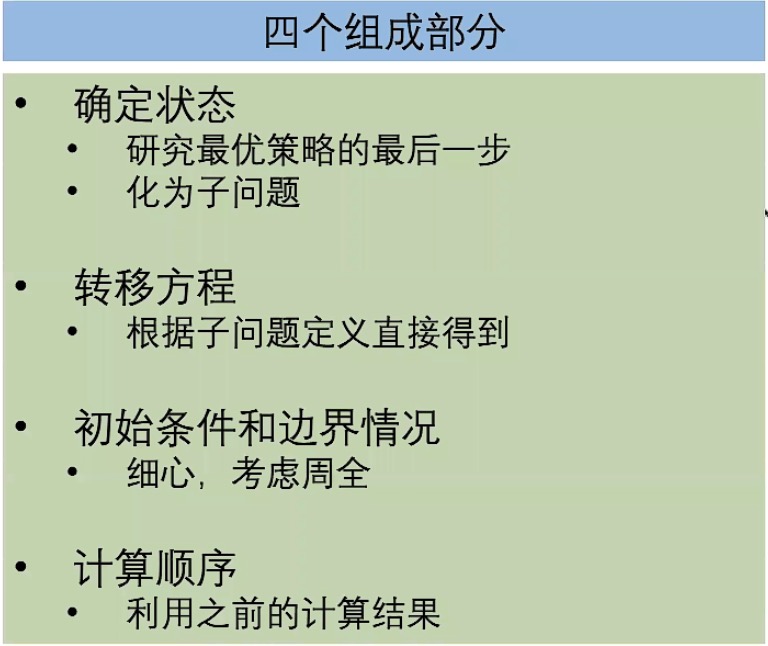 四个组成部分
• 确定状态
• 研究最优策略的最后一步
• 化为子问题
• 转移方程
• 根据子问题定义直接得到
• 初始条件和边界情况
• 细心，考虑周全
• 计算顺序
• 利用之前的计算结果